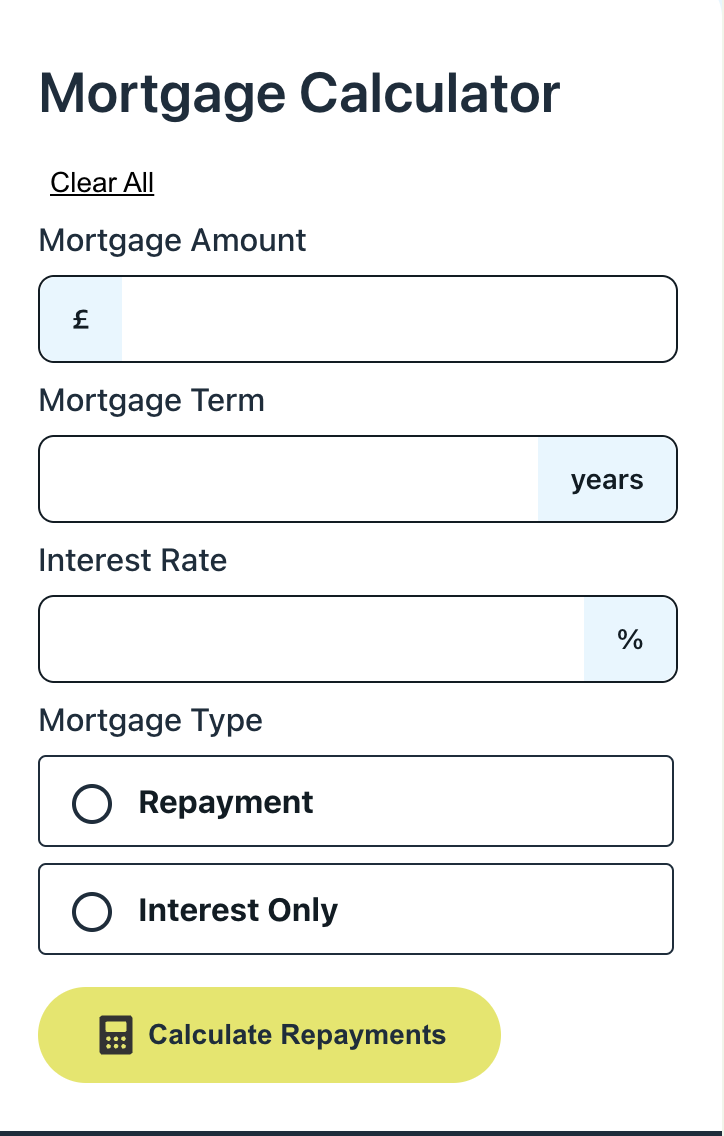 Mortgage Calculator
Clear All
Mortgage Amount
£
Mortgage Term
years
Interest Rate
%
Mortgage Type
Repayment
Interest Only
Calculate Repayments